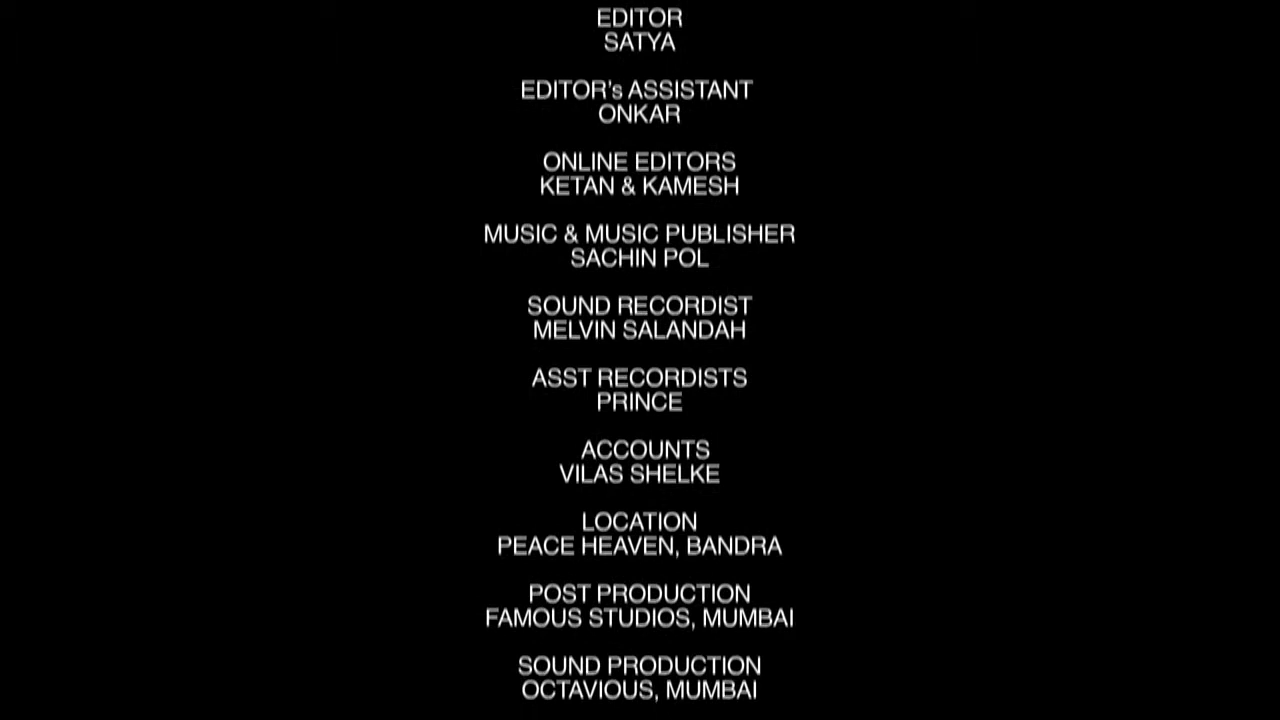 EDITOR
SATYA
EDITOR's ASSISTANT
ONKAR
ONLINE EDITORS
KETAN & KAMESH
MUSIC & MUSIC PUBLISHER
SACHIN POL
SOUND RECORDIST
MELVIN SALANDAH
ASST RECORDISTS
PRINCE
ACCOUNTS
VILAS SHELKE
LOCATION
PEACE HEAVEN, BANDRA
POST PRODUCTION
FAMOUS STUDIOS, MUMBAI
SOUND PRODUCTION
OCTAVIOUS, MUMBAI